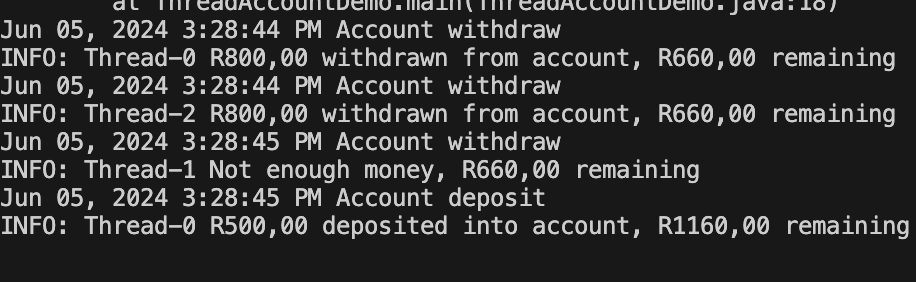 at ThreadAccountDemo.main(ThreadAccountDemo.java:18)
Jun 05, 2024 3:28:44 PM Account withdraw
INFO: Thread-0 R800,00 withdrawn from account, R660,00 remaining
Jun 05, 2024 3:28:44 PM Account withdraw
INFO: Thread-2 R800,00 withdrawn from account, R660,00 remaining
Jun 05, 2024 3:28:45 PM Account withdraw
INFO: Thread-1 Not enough money, R660,00 remaining
Jun 05, 2024 3:28:45 PM Account deposit
INFO: Thread-0 R500,00 deposited into account, R1160,00 remaining